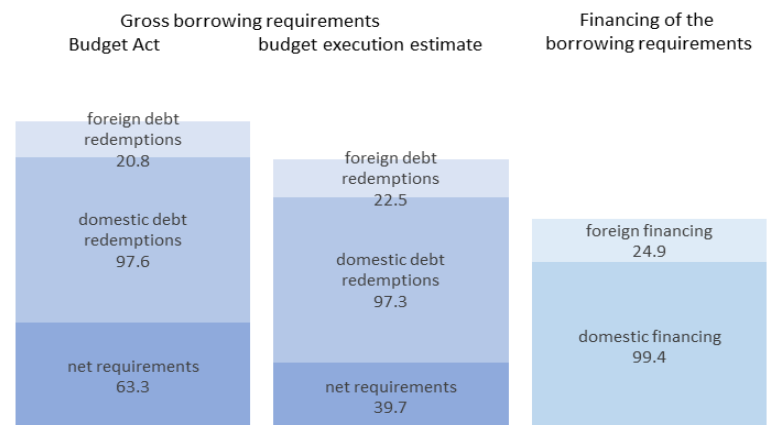 Gross borrowing requirements
Budget Act
budget execution estimate
Financing of the
borrowing requirements
foreign debt
redemptions
20.8
domestic debt
redemptions
97.6
net requirements
63.3
foreign debt
redemptions
22.5
domestic debt
redemptions
97.3
net requirements
39.7
foreign financing
24.9
domestic financing
99.4